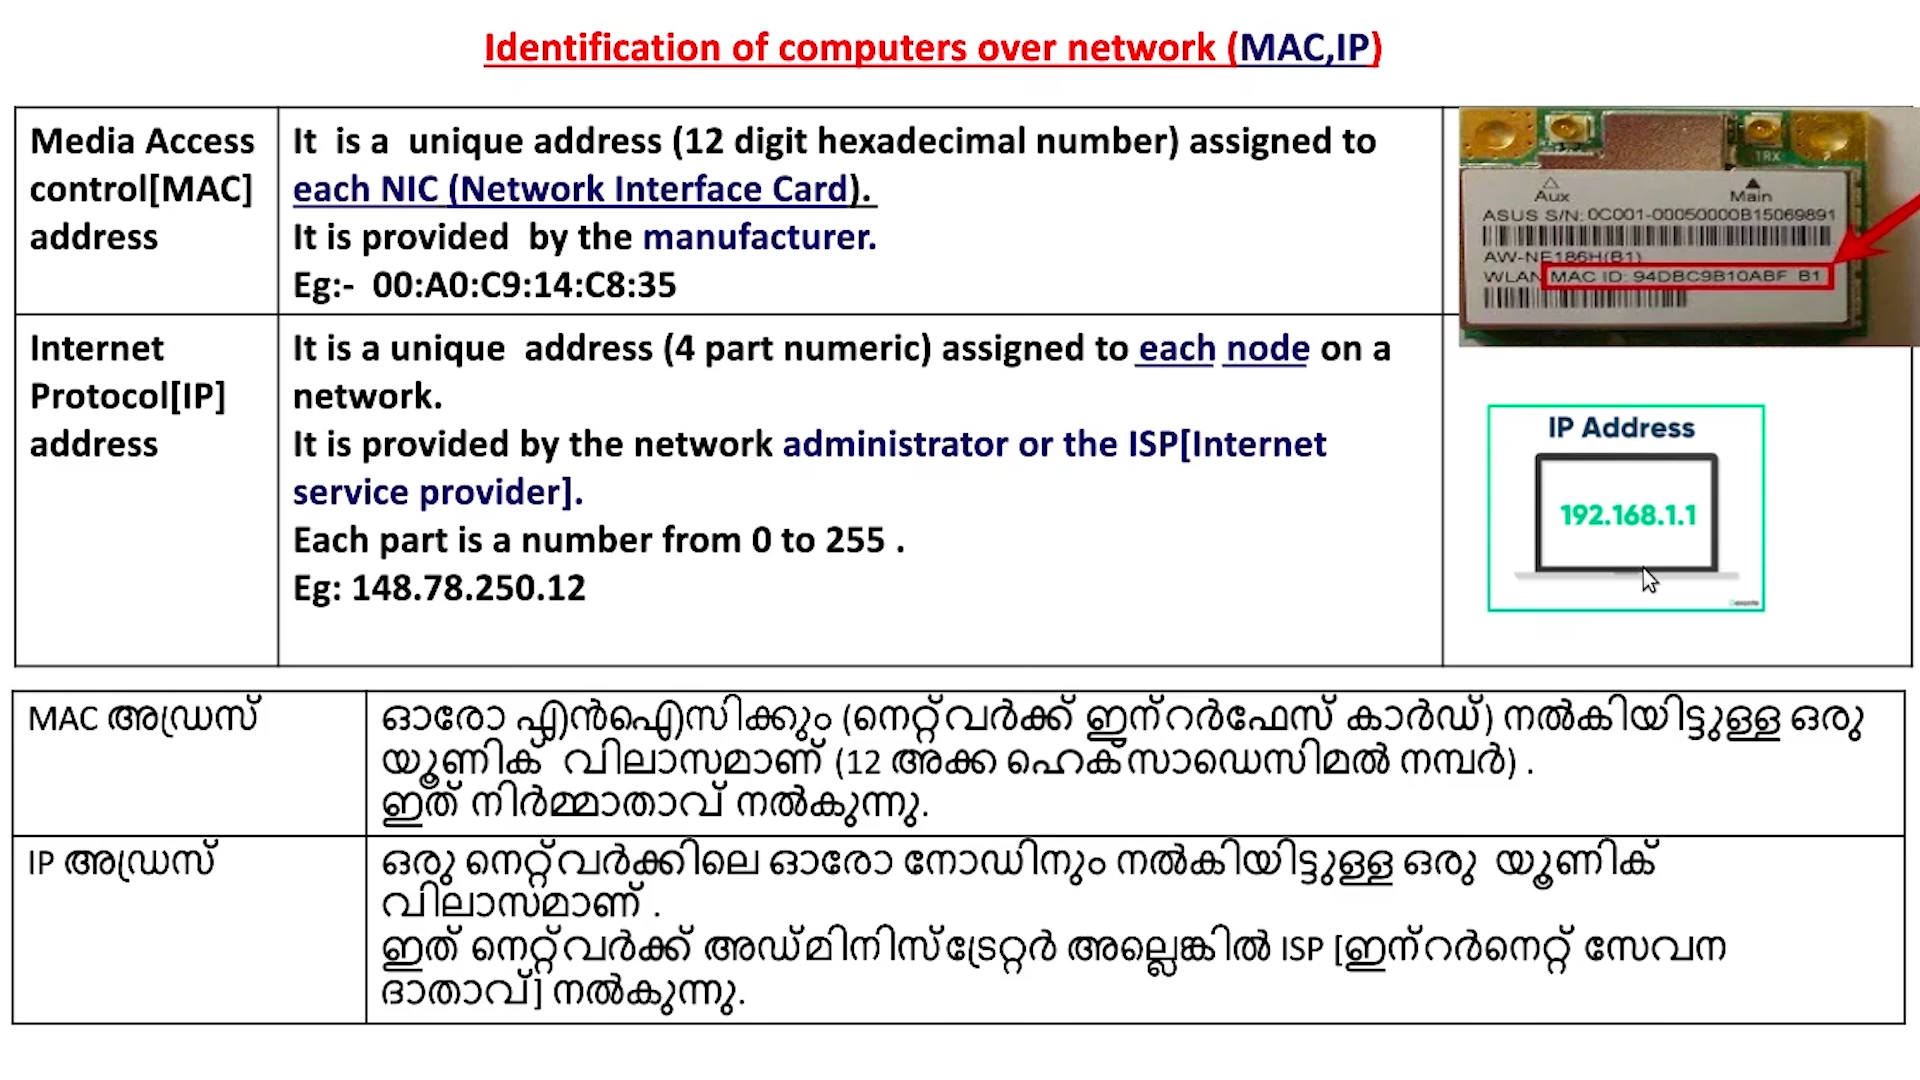 Identification of computers over network (MAC,IP)
Media Access
control[MAC]
address
It is a unique address (12 digit hexadecimal number) assigned to
each NIC (Network Interface Card).
It is provided by the manufacturer.
Eg:- 00:A0:C9:14:C8:35
TRX
Aux
Main
ASUS S/N: 0C001-00050000B15069891
AW-NE186H(B1)
WLAN MAC ID: 94DBC9B10ABF B1
Internet
Protocol[IP]
address
It is a unique address (4 part numeric) assigned to each node on a
network.
It is provided by the network administrator or the ISP[Internet
service provider].
Each part is a number from 0 to 255 .
Eg: 148.78.250.12
IP Address
192.168.1.1
MAC അഡ്രസ്
ഓരോ എൻഐസിക്കും (നെറ്റ്‌വർക്ക് ഇന്റർഫേസ് കാർഡ്) നൽകിയിട്ടുള്ള ഒരു
യൂണിക് വിലാസമാണ് (12 അക്ക ഹെക്സാഡെസിമൽ നമ്പർ) .
ഇത് നിർമ്മാതാവ് നൽകുന്നു.
IP അഡ്രസ്
ഒരു നെറ്റ്‌വർക്കിലെ ഓരോ നോഡിനും നൽകിയിട്ടുള്ള ഒരു യൂണിക്
വിലാസമാണ് .
ഇത് നെറ്റ്‌വർക്ക് അഡ്മിനിസ്ട്രേറ്റർ അല്ലെങ്കിൽ ISP [ഇന്റർനെറ്റ് സേവന
ദാതാവ്] നൽകുന്നു.